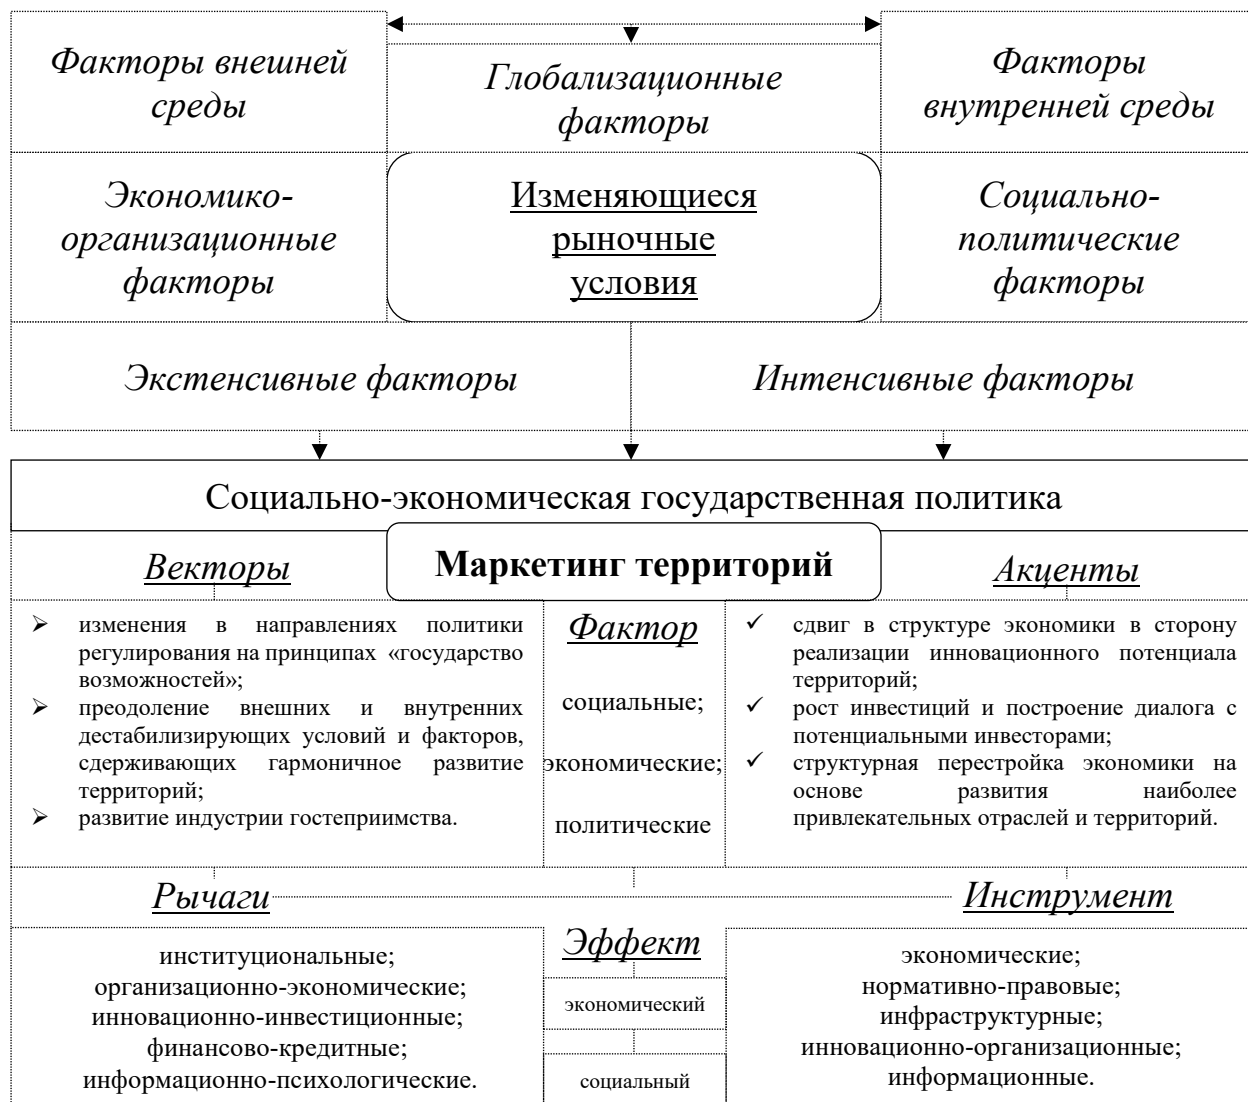 Факторы внешней
среды
Глобализационные
факторы
Факторы
внутренней среды
Экономико-
организационные
факторы
Изменяющиеся
рыночные
условия
Социально-
политические
факторы
Экстенсивные факторы
Интенсивные факторы
Социально-экономическая государственная политика
Маркетинг территорий
Векторы
Акценты
изменения в направлениях политики
регулирования на принципах «государство
возможностей»;
преодоление внешних и внутренних
дестабилизирующих условий и факторов,
сдерживающих гармоничное развитие
территорий;
развитие индустрии гостеприимства.
Фактор
социальные;
экономические;
политические
сдвиг в структуре экономики в сторону
реализации инновационного потенциала
территорий;
рост инвестиций и построение диалога с
потенциальными инвесторами;
структурная перестройка экономики на
основе развития наиболее
привлекательных отраслей и территорий.
Рычаги
Инструмент
институциональные;
организационно-экономические;
инновационно-инвестиционные;
финансово-кредитные;
информационно-психологические.
Эффект
экономический
социальный
экономические;
нормативно-правовые;
инфраструктурные;
инновационно-организационные;
информационные.